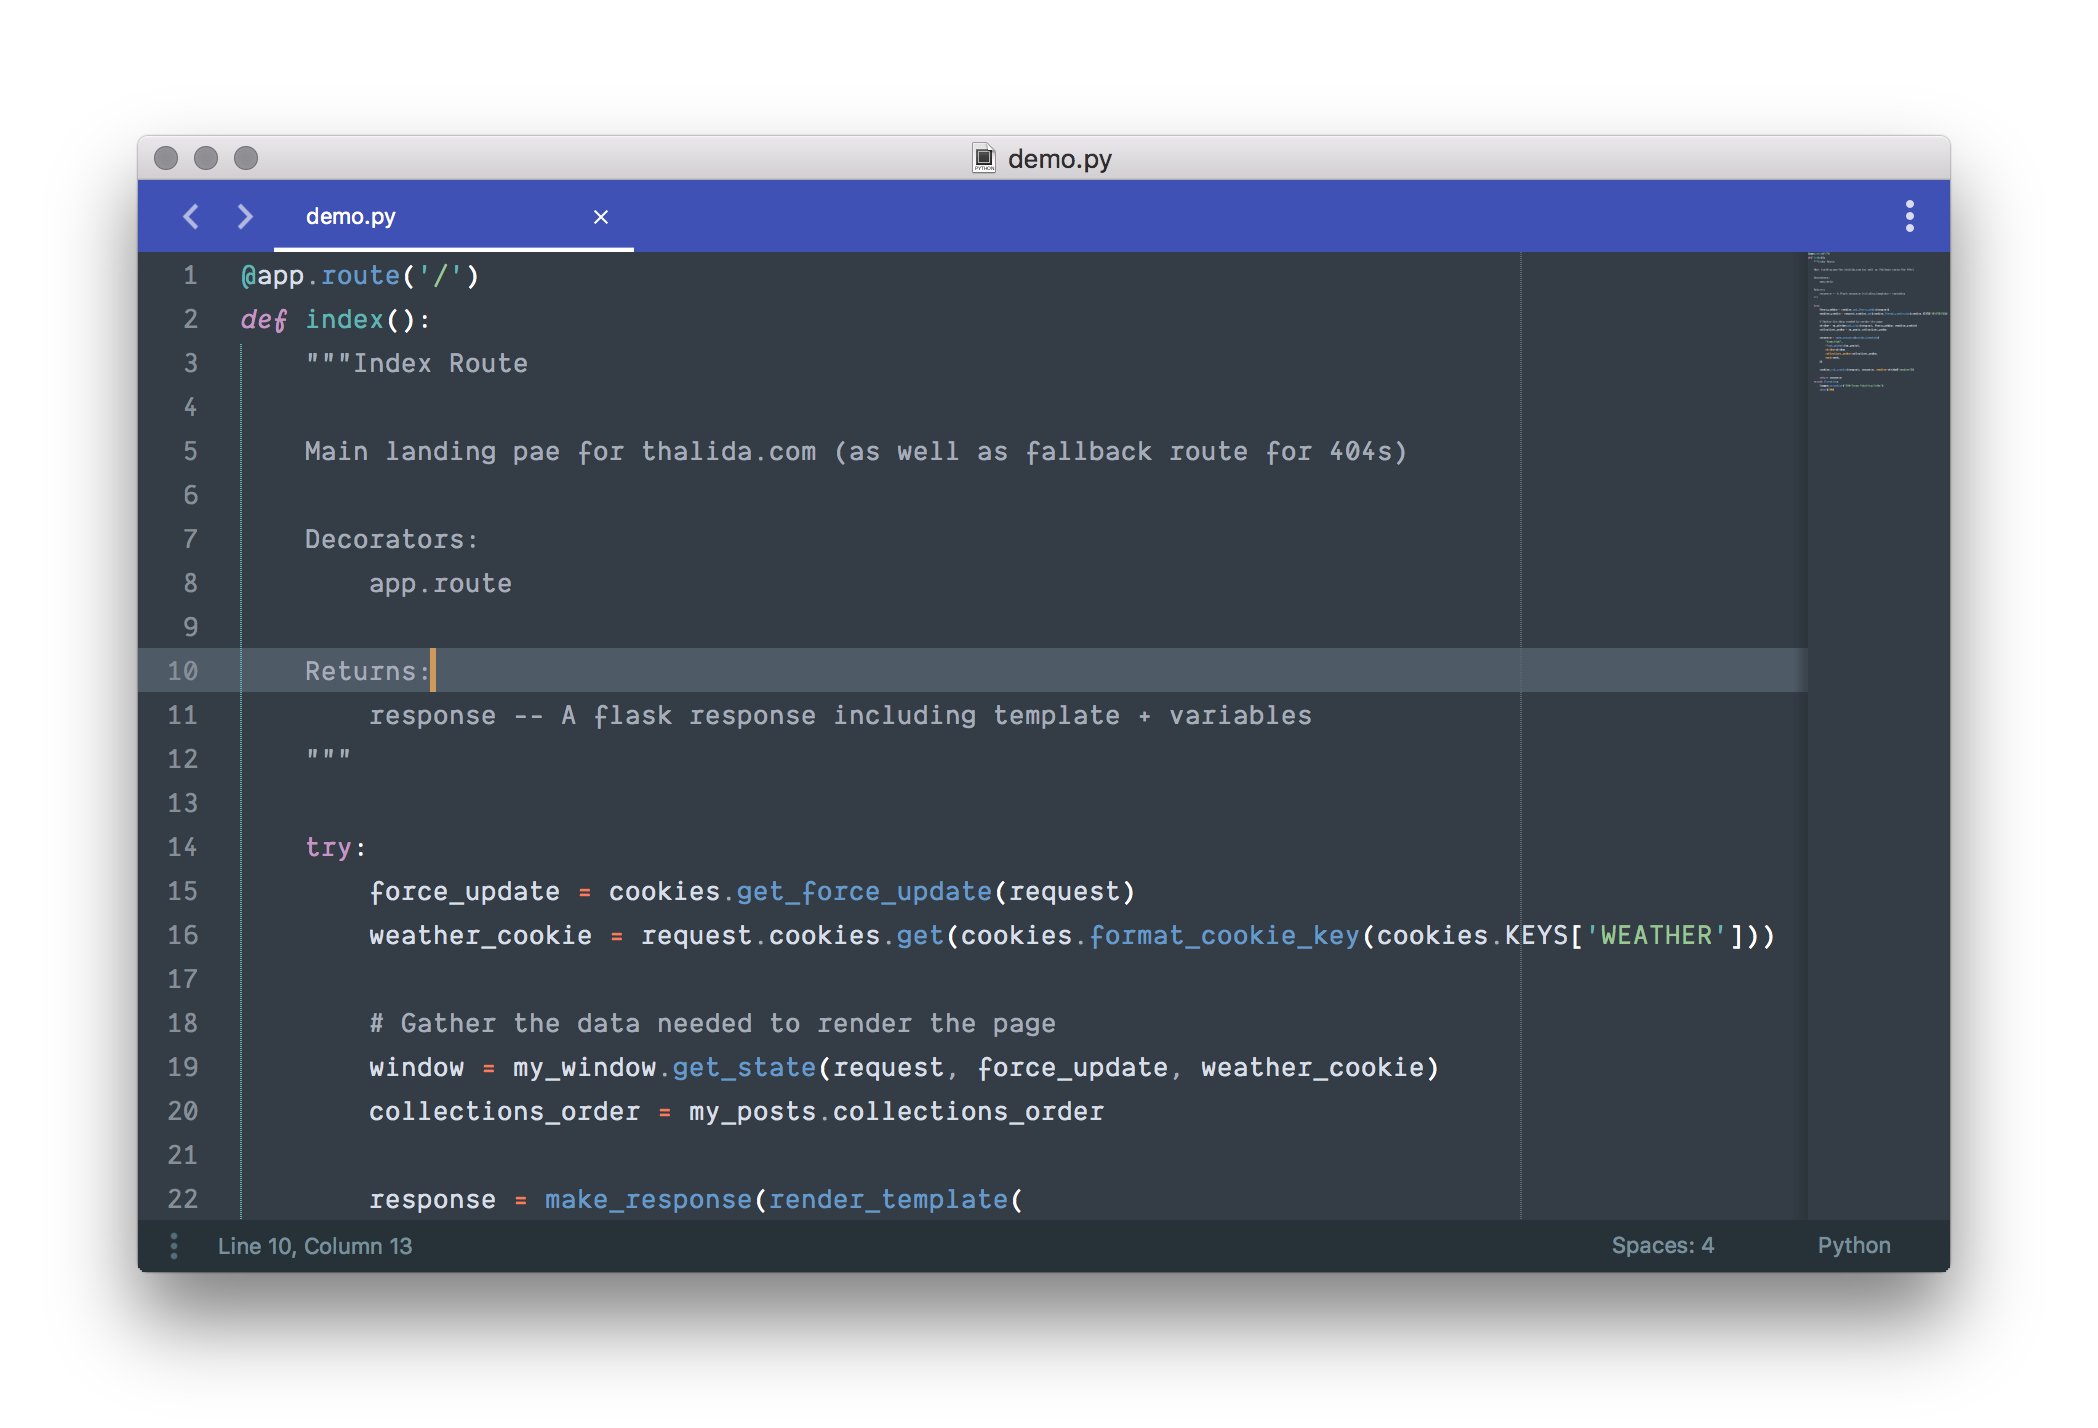 demo.py
demo.py ×
1 @app.route('/')
2 def index():
3 """Index Route
4
5 Main landing pae for thalida.com (as well as fallback route for 404s)
6
7 Decorators:
8 app.route
9
10 Returns:
11 response -- A flask response including template + variables
12 """
13
14 try:
15 force_update = cookies.get_force_update(request)
16 weather_cookie = request.cookies.get(cookies.format_cookie_key(cookies.KEYS['WEATHER']))
17
18 # Gather the data needed to render the page
19 window = my_window.get_state(request, force_update, weather_cookie)
20 collections_order = my_posts.collections_order
21
22 response = make_response(render_template(
Line 10, Column 13 Spaces: 4 Python